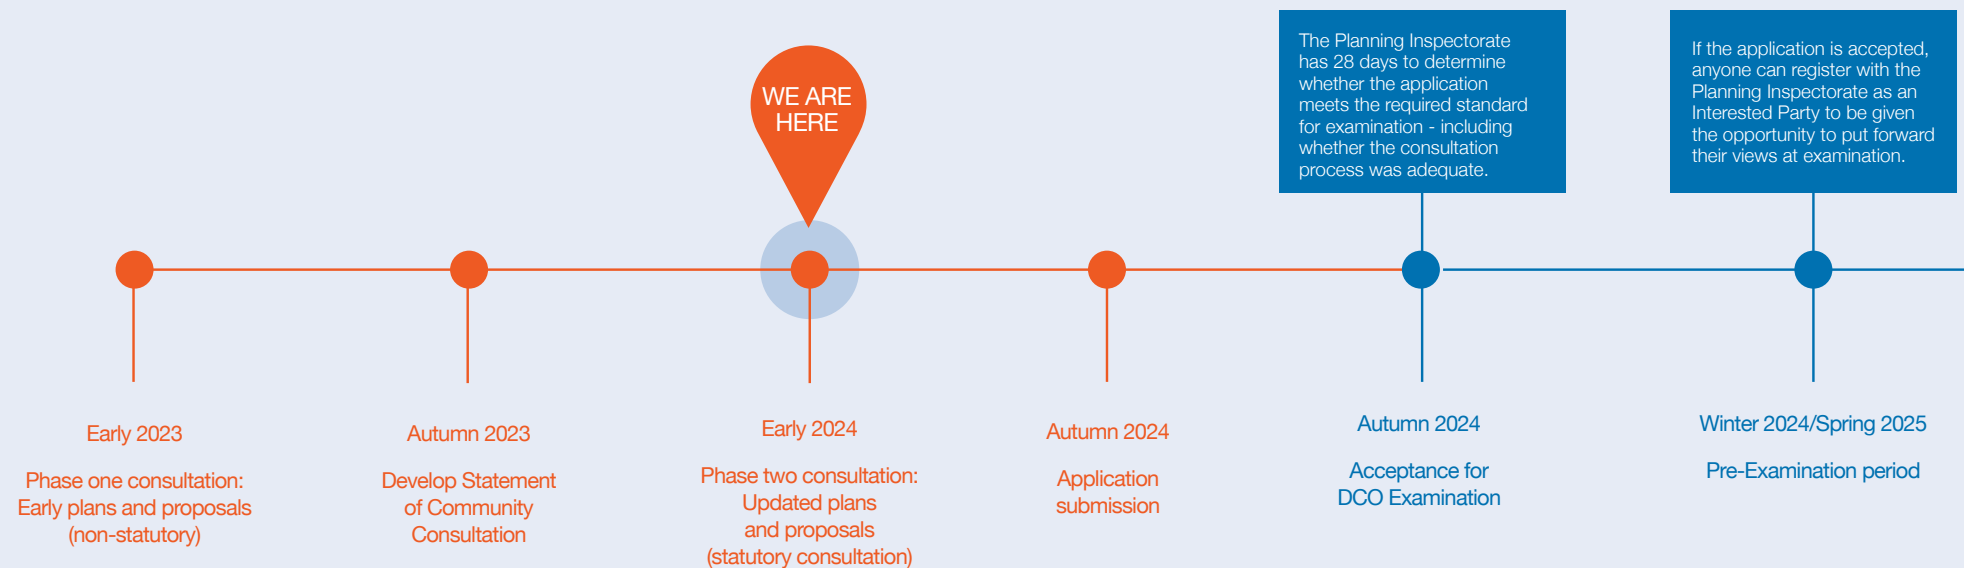 WE ARE
HERE
The Planning Inspectorate
has 28 days to determine
whether the application
meets the required standard
for examination - including
whether the consultation
process was adequate.
If the application is accepted,
anyone can register with the
Planning Inspectorate as an
Interested Party to be given
the opportunity to put forward
their views at examination.
Early 2023
Phase one consultation:
Early plans and proposals
(non-statutory)
Autumn 2023
Develop Statement
of Community
Consultation
Early 2024
Phase two consultation:
Updated plans
and proposals
(statutory consultation)
Autumn 2024
Application
submission
Autumn 2024
Acceptance for
DCO Examination
Winter 2024/Spring 2025
Pre-Examination period